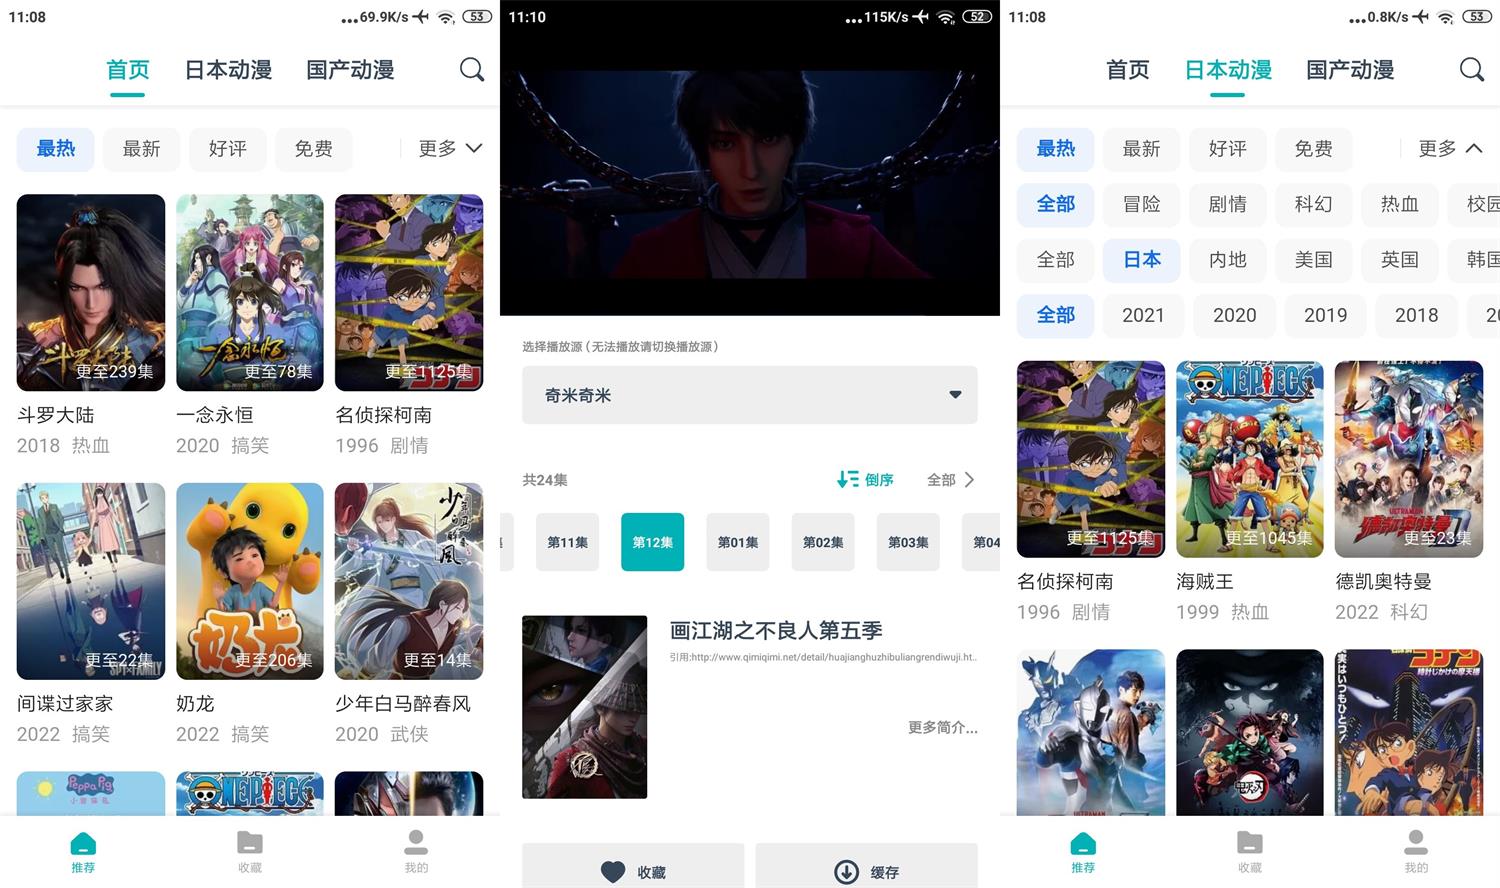 11:08
...69.9K/s
53
首页
日本动漫
国产动漫
最热
最新
好评
免费
更多
更至239集
更至78集
更至1125集
斗罗大陆
一念永恒
名侦探柯南
2018 热血
2020 搞笑
1996 剧情
更至22集
更至206集
更至14集
间谍过家家
奶龙
少年白马醉春风
2022 搞笑
2022 搞笑
2020 武侠
Peppa Pig
ONE PIECE
推荐
收藏
我的
11:10
...115K/s
52
选择播放源 (无法播放请切换播放源)
奇米奇米
共24集
倒序
全部
第11集
第12集
第01集
第02集
第03集
第04
画江湖之不良人第五季
引用:http://www.qimiqimi.net/detail/huajianghuzhibuliangrendiwuji.ht..
更多简介...
收藏
缓存
11:08
...0.8K/s
53
首页
日本动漫
国产动漫
最热
最新
好评
免费
更多
全部
冒险
剧情
科幻
热血
校园
全部
日本
内地
美国
英国
韩国
全部
2021
2020
2019
2018
ONE PIECE
更至1125集
更至1045集
更至23集
名侦探柯南
海贼王
德凯奥特曼
1996 剧情
1999 热血
2022 科幻
推荐
收藏
我的